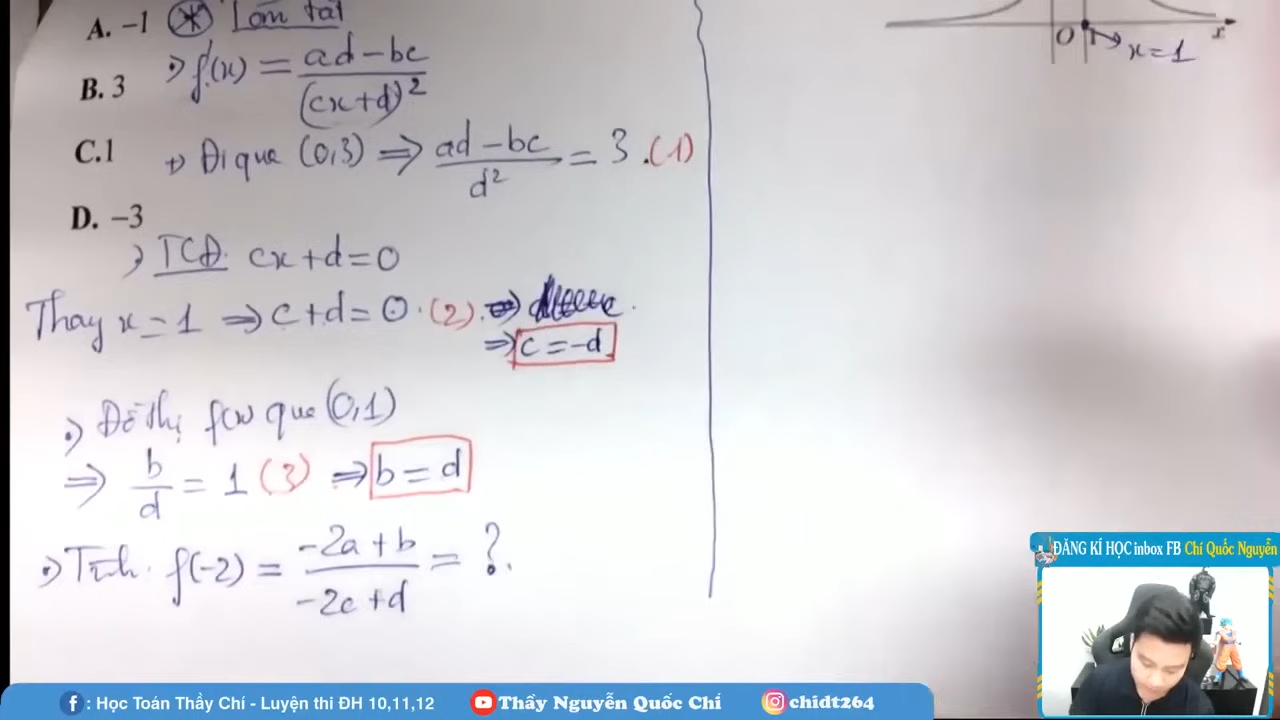 A. −1 * Tóm tắt
B. 3 +) f'(x) = (ad − bc)/(cx+d)²
C.1 +) Đi qua (0,3) ⇒ (ad − bc)/d² = 3 .(1)
D. −3
+) TCĐ: cx + d = 0
Thay x = 1 ⇒ c + d = 0 . (2).
⇒ c = −d
+) Đồ thị f(x) qua (0,1)
⇒ b/d = 1 (3) ⇒ b = d
+) Tính: f(−2) = (−2a + b)/(−2c + d) = ?
O 1 x
x = 1
ĐĂNG KÍ HỌC inbox FB Chí Quốc Nguyễn
: Học Toán Thầy Chí - Luyện thi ĐH 10,11,12 Thầy Nguyễn Quốc Chí chidt264